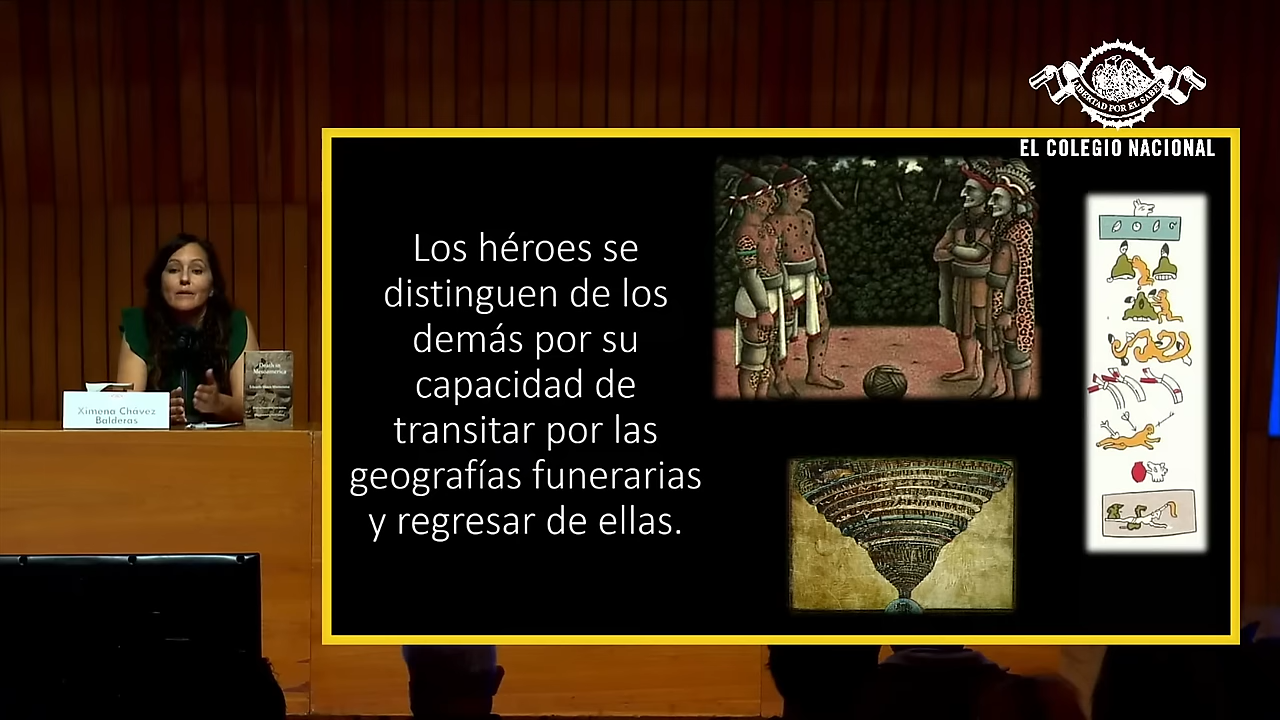 LIBERTAD POR EL SABER
EL COLEGIO NACIONAL
Los héroes se
distinguen de los
demás por su
capacidad de
transitar por las
geografías funerarias
y regresar de ellas.
Death in
Mesoamerica
Ximena Chávez
Balderas